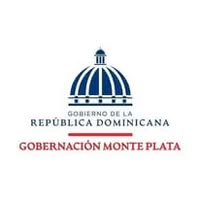 GOBIERNO DE LA
REPÚBLICA DOMINICANA
GOBERNACIÓN MONTE PLATA